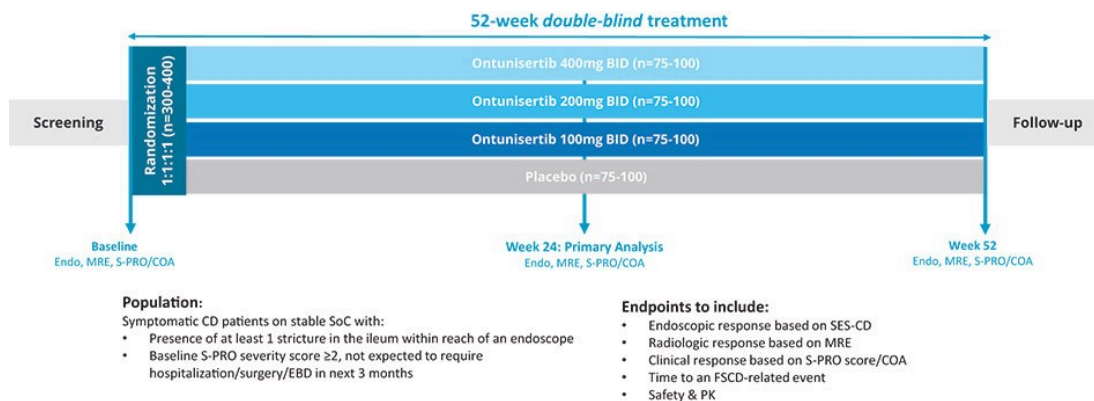 52-week double-blind treatment
Screening
Randomization
1:1:1:1 (n=300-400)
Ontunisertib 400mg BID (n=75-100)
Ontunisertib 200mg BID (n=75-100)
Ontunisertib 100mg BID (n=75-100)
Placebo (n=75-100)
Follow-up
Baseline
Endo, MRE, S-PRO/COA
Week 24: Primary Analysis
Endo, MRE, S-PRO/COA
Week 52
Endo, MRE, S-PRO/COA
Population:
Symptomatic CD patients on stable SoC with:
• Presence of at least 1 stricture in the ileum within reach of an endoscope
• Baseline S-PRO severity score ≥2, not expected to require
hospitalization/surgery/EBD in next 3 months
Endpoints to include:
• Endoscopic response based on SES-CD
• Radiologic response based on MRE
• Clinical response based on S-PRO score/COA
• Time to an FSCD-related event
• Safety & PK